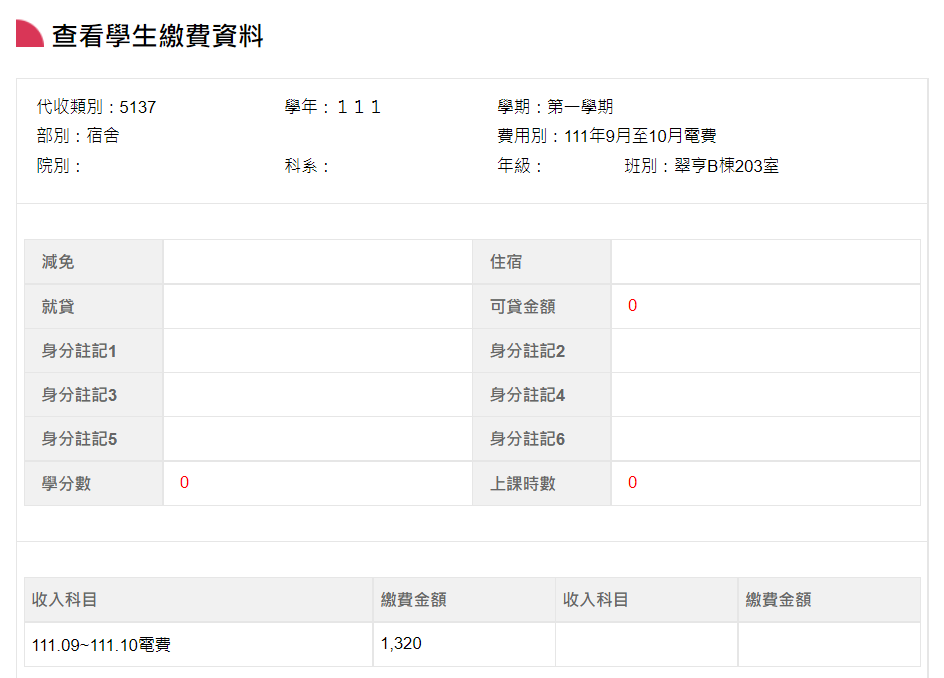 查看學生繳費資料
代收類別：5137 學年：１１１ 學期：第一學期
部別：宿舍 費用別：111年9月至10月電費
院別： 科系： 年級： 班別：翠亨B棟203室
減免 住宿
就貸 可貸金額 0
身分註記1 身分註記2
身分註記3 身分註記4
身分註記5 身分註記6
學分數 0 上課時數 0
收入科目 繳費金額 收入科目 繳費金額
111.09~111.10電費 1,320